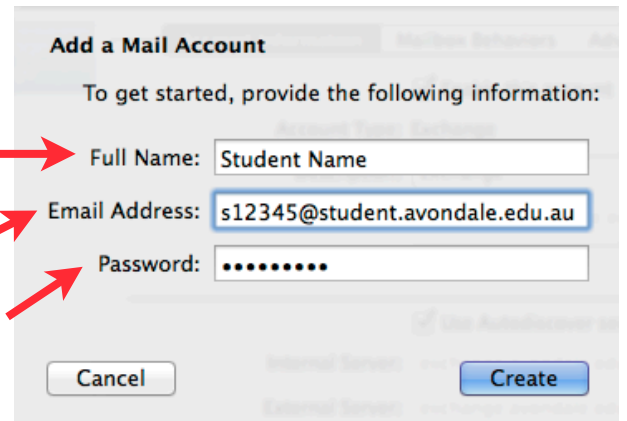 Add a Mail Account
To get started, provide the following information:
Full Name: Student Name
Email Address: s12345@student.avondale.edu.au
Password: •••••••••
Cancel Create